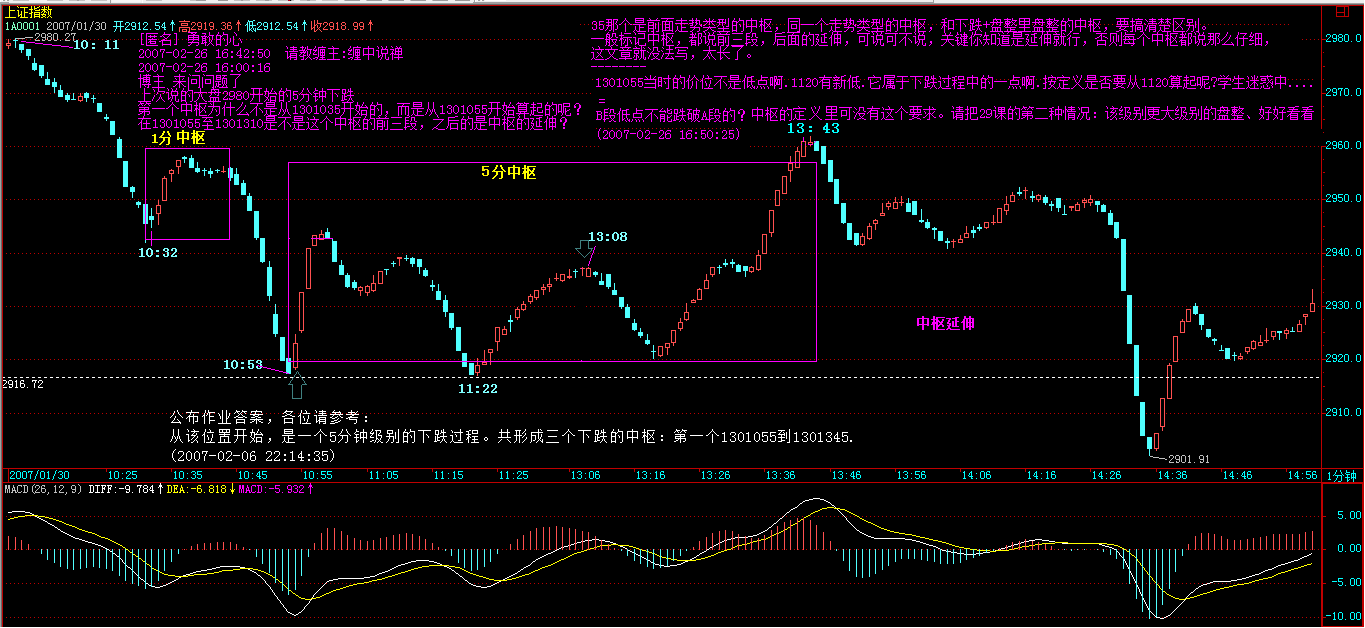 上证指数
1A0001 2007/01/30 开2912.54↑高2919.36↑低2912.54↑收2918.99↑
2980.27
10: 11
[匿名] 勇敢的心
2007-02-26 16:42:50  请教缠主:缠中说禅
2007-02-26 16:00:16
博主 来问问题了
上次说的大盘2980开始的5分钟下跌
第一个中枢为什么不是从1301035开始的，而是从1301055开始算起的呢？
在1301055至1301310是不是这个中枢的前三段，之后的是中枢的延伸？
35那个是前面走势类型的中枢，同一个走势类型的中枢，和下跌+盘整里盘整的中枢，要搞清楚区别。
一般标记中枢，都说前三段，后面的延伸，可说可不说，关键你知道是延伸就行，否则每个中枢都说那么仔细，
这文章就没法写，太长了。
--------
1301055当时的价位不是低点啊.1120有新低.它属于下跌过程中的一点啊.按定义是否要从1120算起呢?学生迷惑中....
=
B段低点不能跌破A段的？中枢的定义里可没有这个要求。请把29课的第二种情况：该级别更大级别的盘整、好好看看
(2007-02-26 16:50:25)
13: 43
1分 中枢
5分中枢
10:32
13:08
10:53
11:22
中枢延伸
2916.72
2901.91
公布作业答案，各位请参考：
从该位置开始，是一个5分钟级别的下跌过程。共形成三个下跌的中枢：第一个1301055到1301345.
(2007-02-06 22:14:35)
2980.0
2970.0
2960.0
2950.0
2940.0
2930.0
2920.0
2910.0
2007/01/30 10:25 10:35 10:45 10:55 11:05 11:15 11:25 13:06 13:16 13:26 13:36 13:46 13:56 14:06 14:16 14:26 14:36 14:46 14:56 1分钟
MACD(26,12,9) DIFF:-9.784↑DEA:-6.818↓MACD:-5.932↑
5.00
0.00
-5.00
-10.00